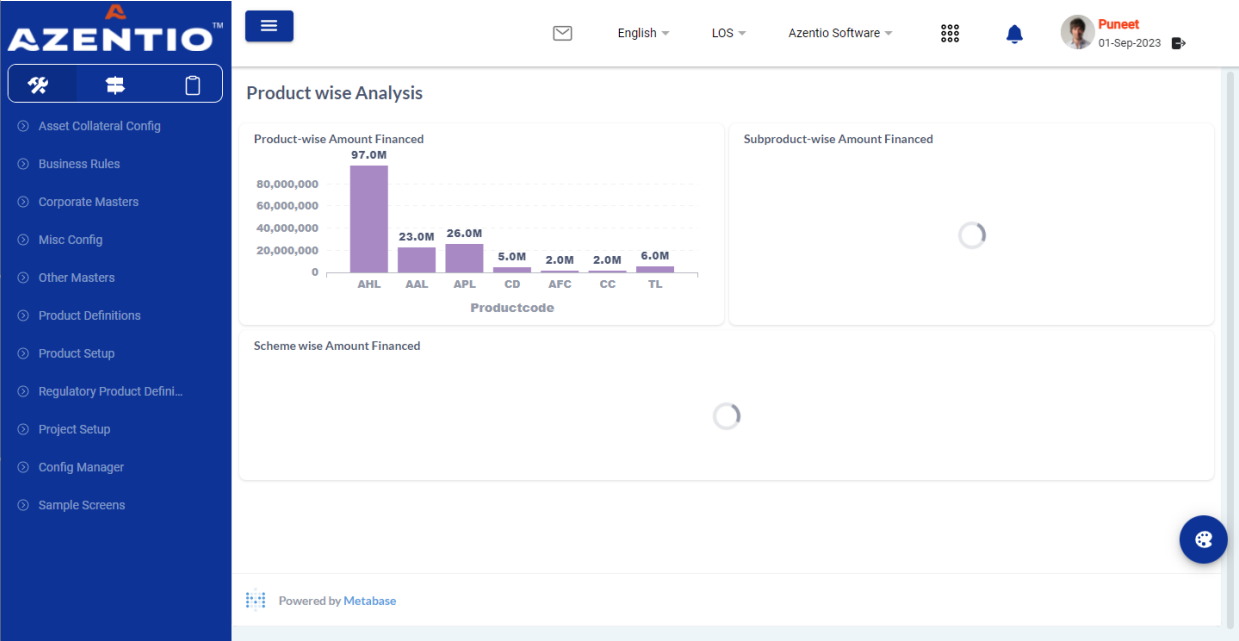 AZENTIO™
English
LOS
Azentio Software
Puneet
01-Sep-2023
Asset Collateral Config
Business Rules
Corporate Masters
Misc Config
Other Masters
Product Definitions
Product Setup
Regulatory Product Defini...
Project Setup
Config Manager
Sample Screens
Product wise Analysis
Product-wise Amount Financed
97.0M
80,000,000
60,000,000
40,000,000
20,000,000
0
23.0M
26.0M
5.0M
2.0M
2.0M
6.0M
AHL AAL APL CD AFC CC TL
Productcode
Subproduct-wise Amount Financed
Scheme wise Amount Financed
Powered by Metabase